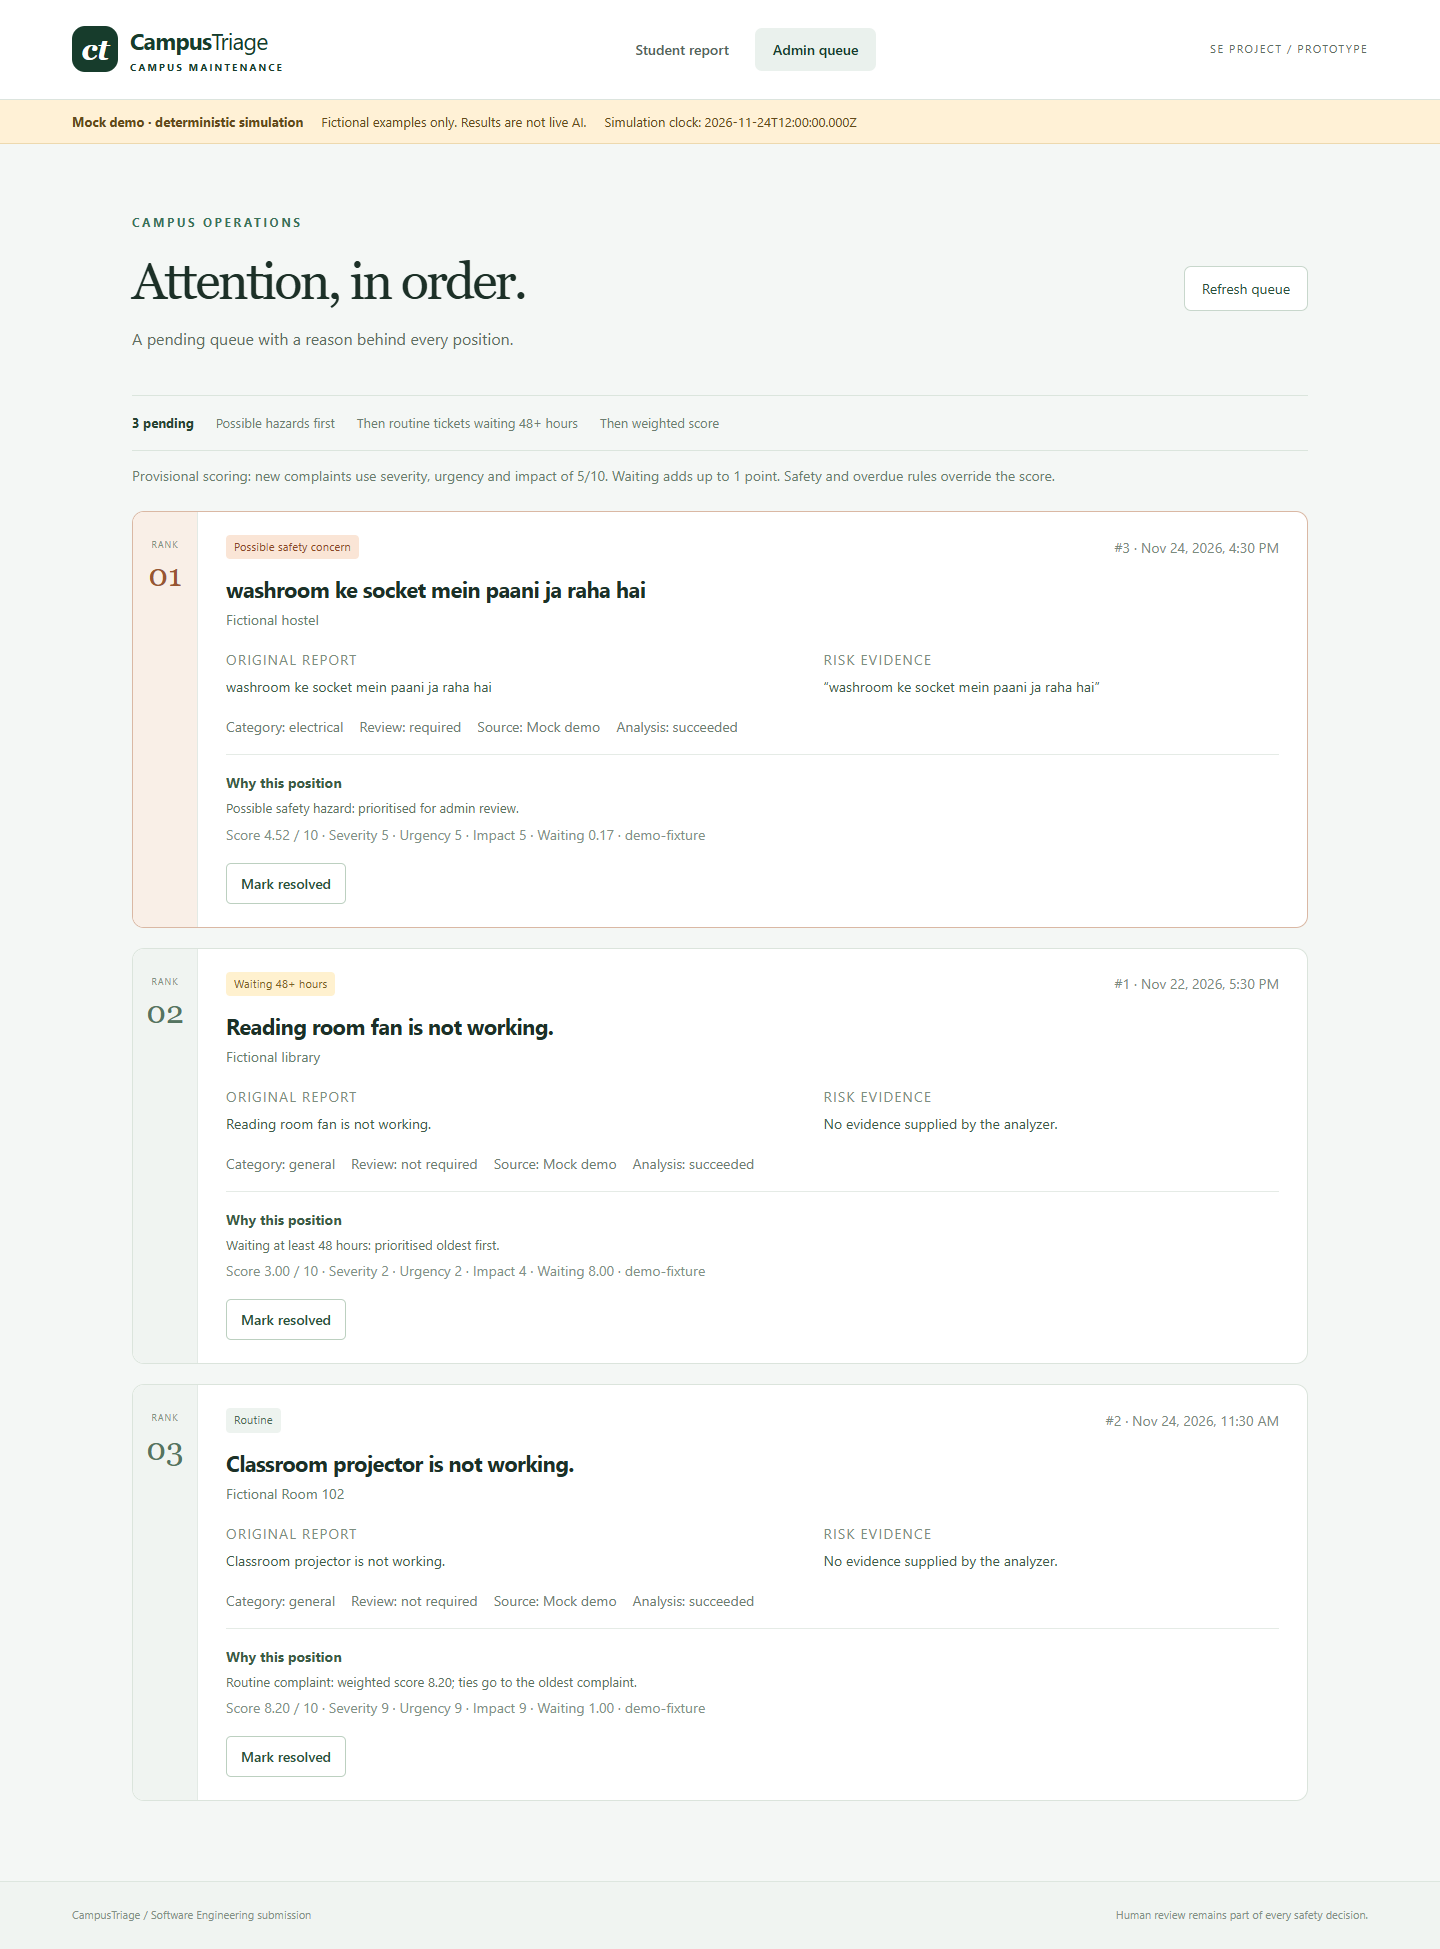 ct
CampusTriage
CAMPUS MAINTENANCE
Student report
Admin queue
SE PROJECT / PROTOTYPE
Mock demo · deterministic simulation Fictional examples only. Results are not live AI. Simulation clock: 2026-11-24T12:00:00.000Z
CAMPUS OPERATIONS
Attention, in order.
A pending queue with a reason behind every position.
Refresh queue
3 pending Possible hazards first Then routine tickets waiting 48+ hours Then weighted score
Provisional scoring: new complaints use severity, urgency and impact of 5/10. Waiting adds up to 1 point. Safety and overdue rules override the score.
RANK
01
Possible safety concern
#3 · Nov 24, 2026, 4:30 PM
washroom ke socket mein paani ja raha hai
Fictional hostel
ORIGINAL REPORT
washroom ke socket mein paani ja raha hai
RISK EVIDENCE
“washroom ke socket mein paani ja raha hai”
Category: electrical Review: required Source: Mock demo Analysis: succeeded
Why this position
Possible safety hazard: prioritised for admin review.
Score 4.52 / 10 · Severity 5 · Urgency 5 · Impact 5 · Waiting 0.17 · demo-fixture
Mark resolved
RANK
02
Waiting 48+ hours
#1 · Nov 22, 2026, 5:30 PM
Reading room fan is not working.
Fictional library
ORIGINAL REPORT
Reading room fan is not working.
RISK EVIDENCE
No evidence supplied by the analyzer.
Category: general Review: not required Source: Mock demo Analysis: succeeded
Why this position
Waiting at least 48 hours: prioritised oldest first.
Score 3.00 / 10 · Severity 2 · Urgency 2 · Impact 4 · Waiting 8.00 · demo-fixture
Mark resolved
RANK
03
Routine
#2 · Nov 24, 2026, 11:30 AM
Classroom projector is not working.
Fictional Room 102
ORIGINAL REPORT
Classroom projector is not working.
RISK EVIDENCE
No evidence supplied by the analyzer.
Category: general Review: not required Source: Mock demo Analysis: succeeded
Why this position
Routine complaint: weighted score 8.20; ties go to the oldest complaint.
Score 8.20 / 10 · Severity 9 · Urgency 9 · Impact 9 · Waiting 1.00 · demo-fixture
Mark resolved
CampusTriage / Software Engineering submission
Human review remains part of every safety decision.